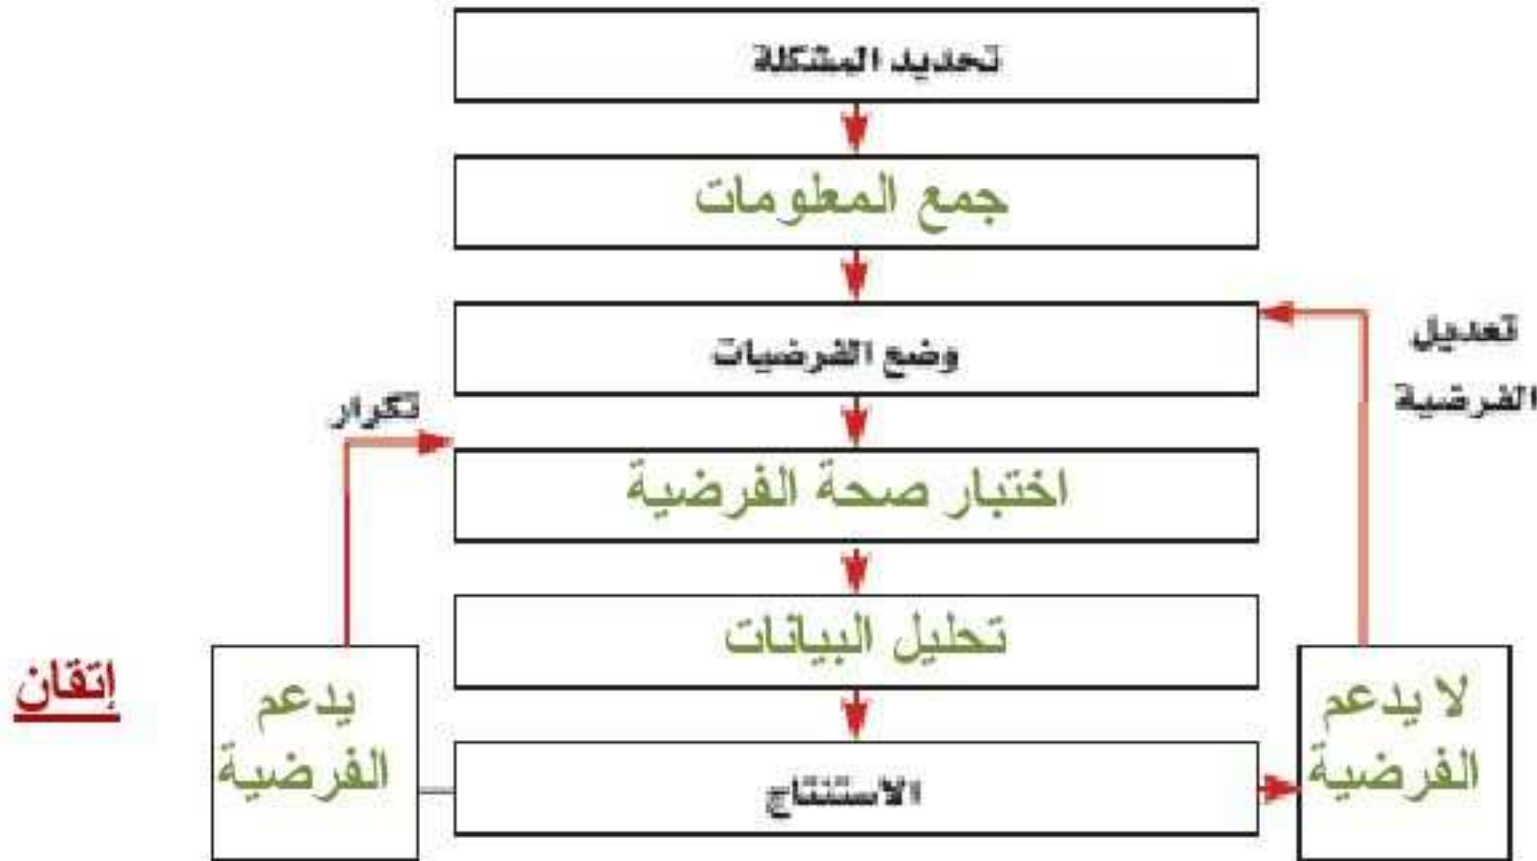 تحديد المشكلة
جمع المعلومات
وضع الفرضيات
تعديل
الفرضية
تكرار
اختبار صحة الفرضية
تحليل البيانات
لا يدعم
الفرضية
يدعم
الفرضية
إتقان
الاستنتاج